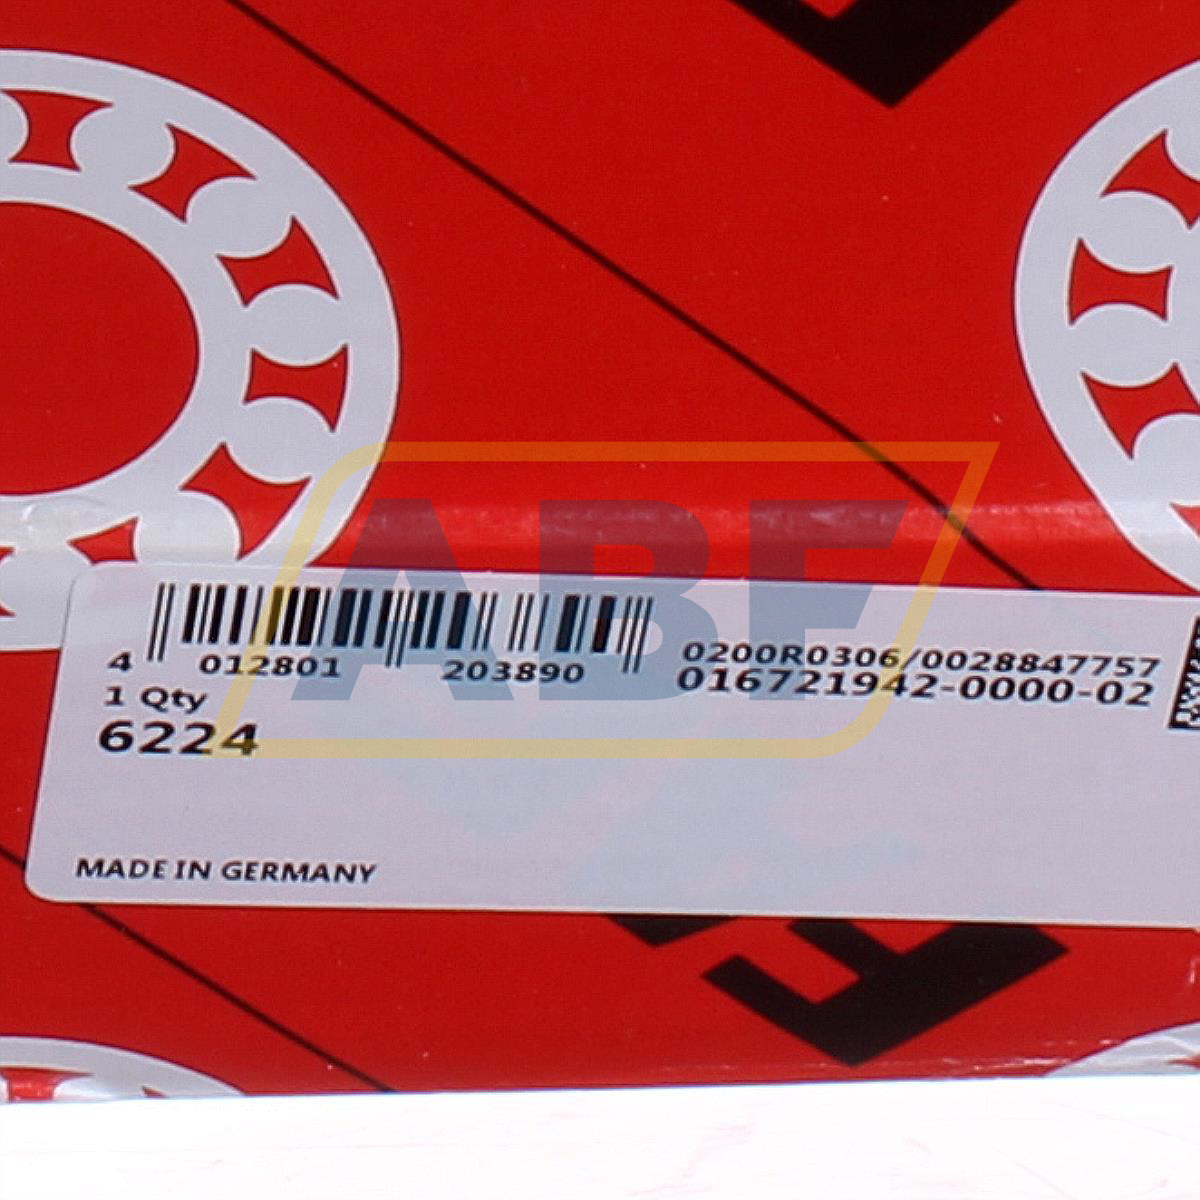 4 012801 203890
0200R0306/0028847757
016721942-0000-02
1 Qty
6224
MADE IN GERMANY
ABF